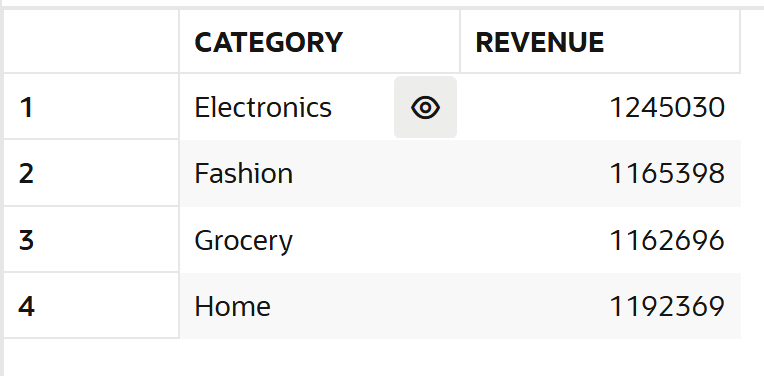 CATEGORY REVENUE
1 Electronics 1245030
2 Fashion 1165398
3 Grocery 1162696
4 Home 1192369